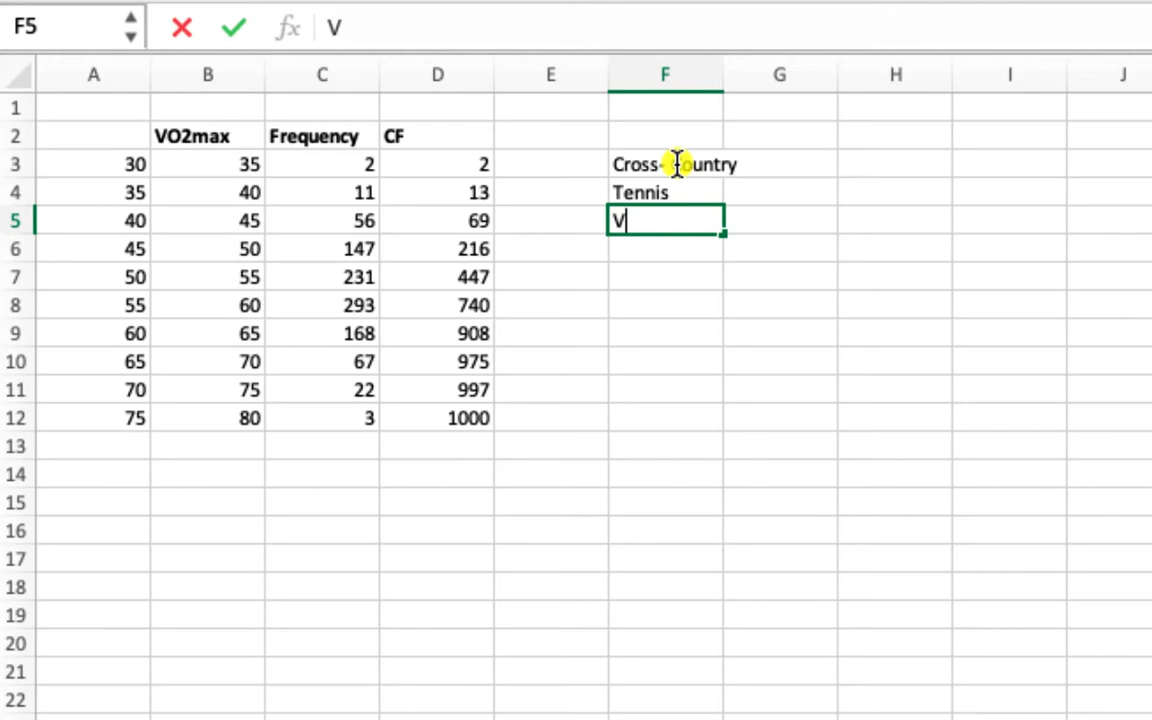 F5 fx V
A B C D E F G H I J
1
2 VO2max Frequency CF
3 30 35 2 2 Cross-Country
4 35 40 11 13 Tennis
5 40 45 56 69 V
6 45 50 147 216
7 50 55 231 447
8 55 60 293 740
9 60 65 168 908
10 65 70 67 975
11 70 75 22 997
12 75 80 3 1000
13
14
15
16
17
18
19
20
21
22